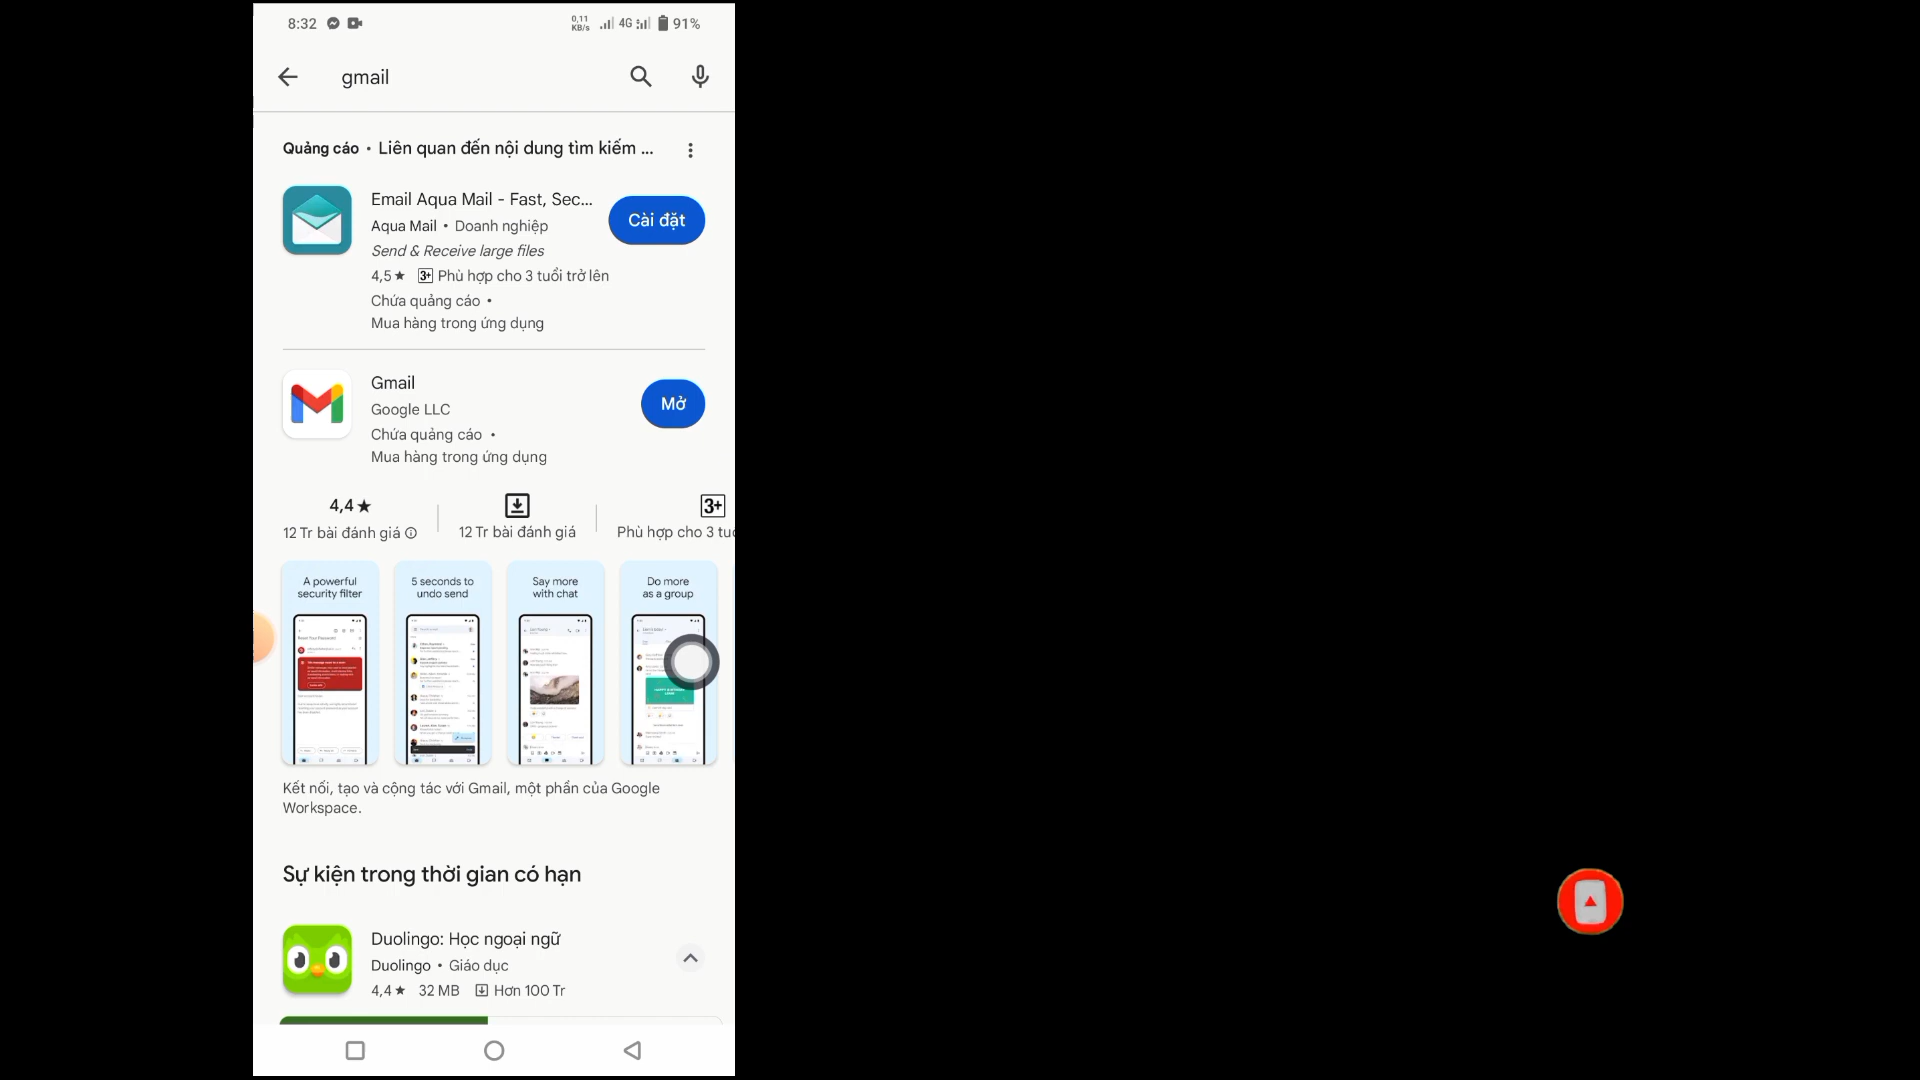 8:32 0,11 KB/s 4G 91%
gmail
Quảng cáo • Liên quan đến nội dung tìm kiếm ...
Email Aqua Mail - Fast, Sec...
Aqua Mail • Doanh nghiệp
Cài đặt
Send & Receive large files
4,5★ 3+ Phù hợp cho 3 tuổi trở lên
Chứa quảng cáo •
Mua hàng trong ứng dụng
Gmail
Google LLC
Mở
Chứa quảng cáo •
Mua hàng trong ứng dụng
4,4★ 3+
12 Tr bài đánh giá 12 Tr bài đánh giá Phù hợp cho 3 tuổ
A powerful security filter
5 seconds to undo send
Say more with chat
Do more as a group
Kết nối, tạo và cộng tác với Gmail, một phần của Google
Workspace.
Sự kiện trong thời gian có hạn
Duolingo: Học ngoại ngữ
Duolingo • Giáo dục
4,4★ 32 MB Hơn 100 Tr